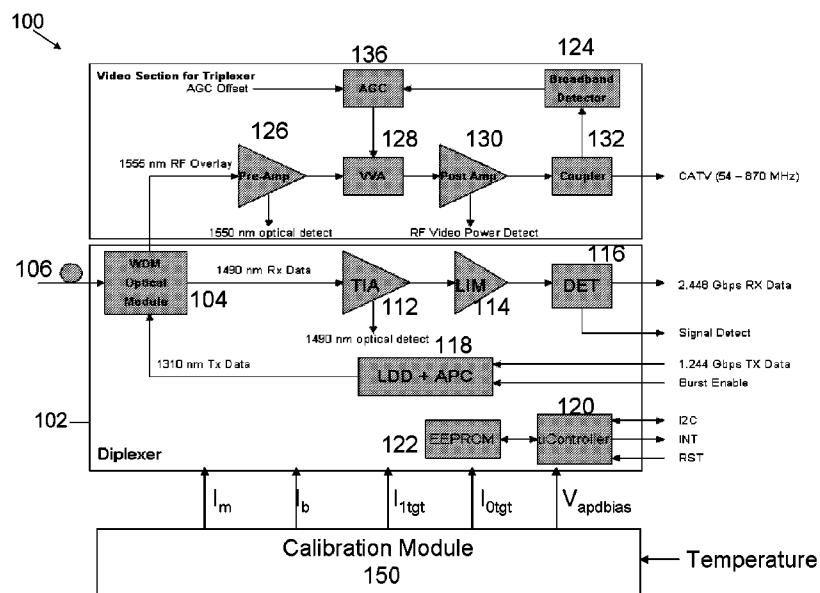 100
136
124
Video Section for Triplexer
AGC Offset
AGC
Broadband
Detector
126
128
130
132
1555 nm RF Overlay
Pre-Amp
VVA
Post Amp
Coupler
CATV (54 – 870 MHz)
1550 nm optical detect
RF Video Power Detect
106
WDM
Optical
Module
104
1490 nm Rx Data
TIA
112
LIM
114
116
DET
2.448 Gbps RX Data
1490 nm optical detect
Signal Detect
1310 nm Tx Data
118
LDD + APC
1.244 Gbps TX Data
Burst Enable
120
102
122
EEPROM
uController
I2C
INT
RST
Diplexer
Im
Ib
I1tgt
I0tgt
Vapdbias
Calibration Module
150
Temperature